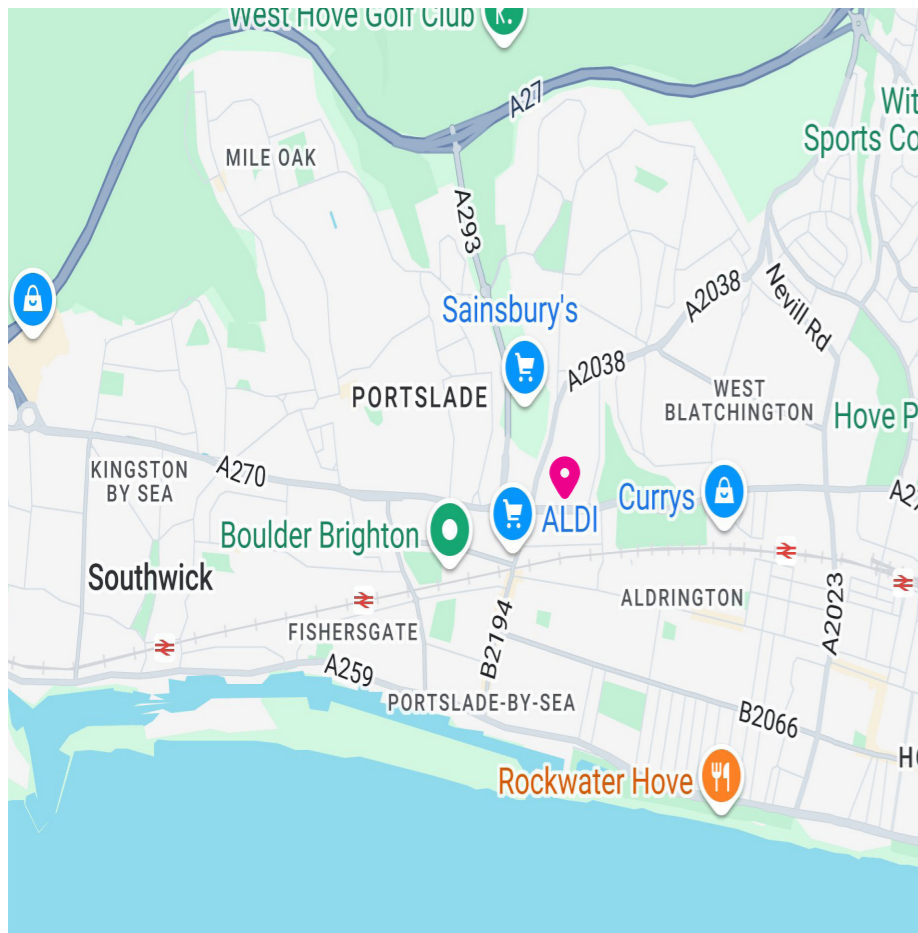 West Hove Golf Club
A27
Wit
Sports Co
MILE OAK
A293
A2038
Nevill Rd
Sainsbury's
A2038
PORTSLADE
WEST
BLATCHINGTON
Hove P
KINGSTON
BY SEA
A270
Currys
A27
ALDI
Boulder Brighton
Southwick
ALDRINGTON
A2023
FISHERSGATE
B2194
A259
PORTSLADE-BY-SEA
B2066
HO
Rockwater Hove